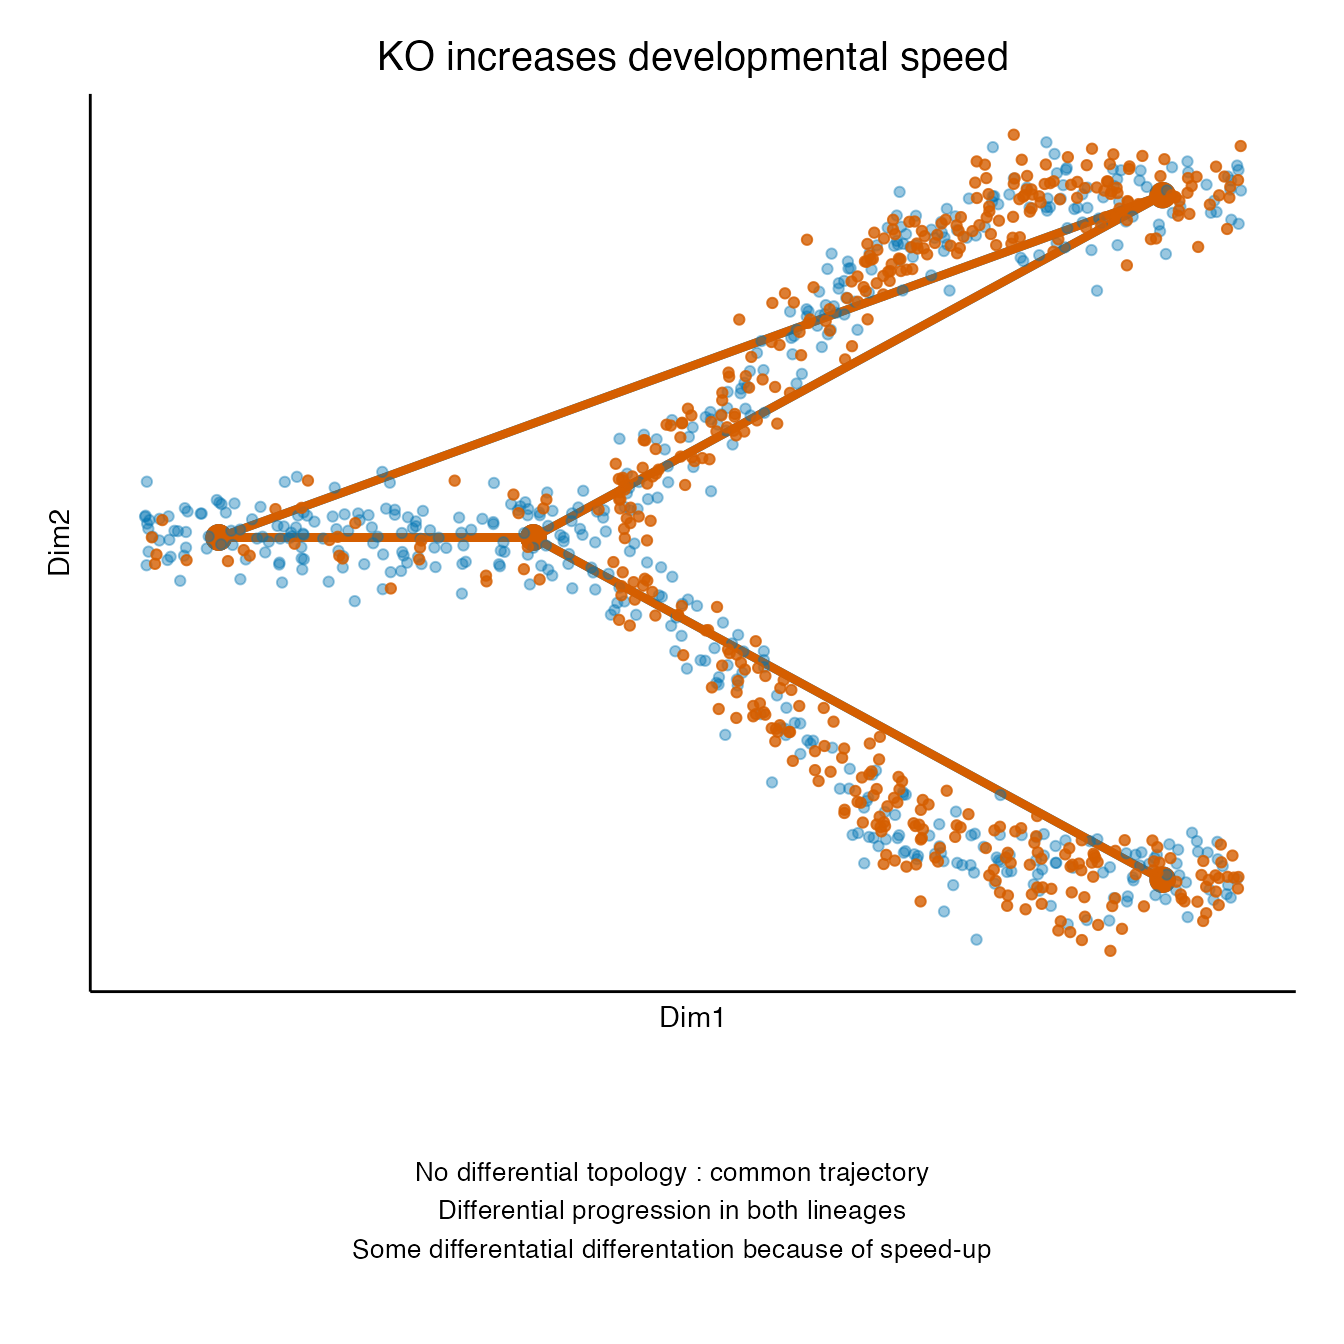 KO increases developmental speed
Dim2
Dim1
No differential topology : common trajectory
Differential progression in both lineages
Some differentatial differentation because of speed-up